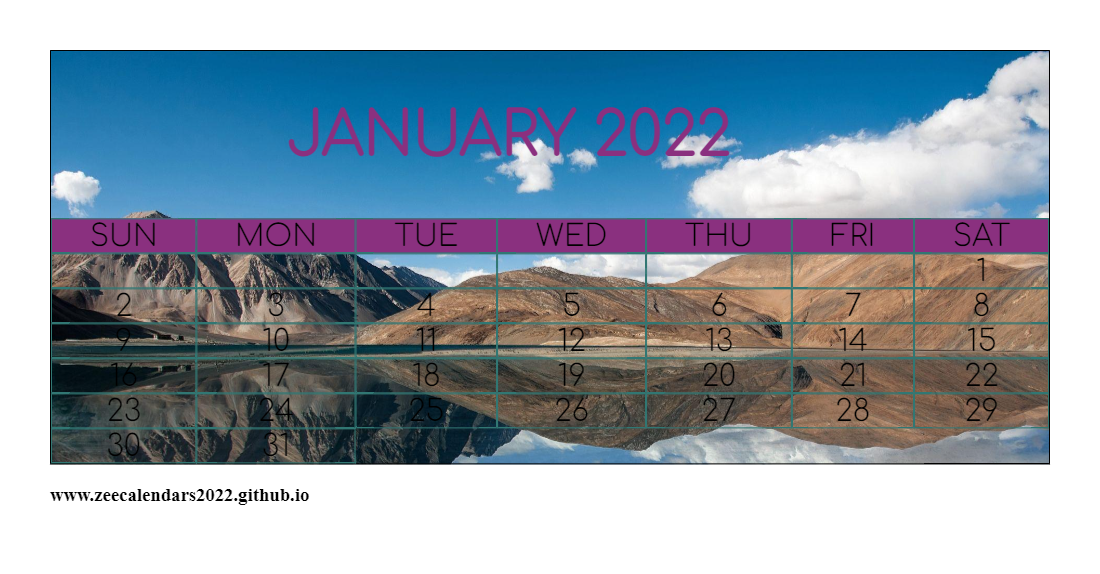 JANUARY 2022
SUN MON TUE WED THU FRI SAT
1
2 3 4 5 6 7 8
9 10 11 12 13 14 15
16 17 18 19 20 21 22
23 24 25 26 27 28 29
30 31
www.zeecalendars2022.github.io